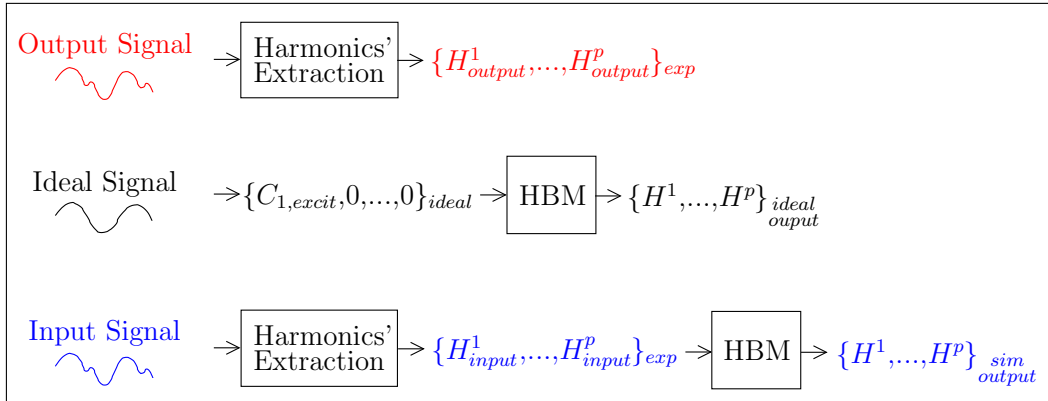 Output Signal
Harmonics'
Extraction
{H^1_{output},...,H^p_{output}}_{exp}
Ideal Signal
{C_{1,excit},0,...,0}_{ideal}
HBM
{H^1,...,H^p}_{ideal
ouput}
Input Signal
Harmonics'
Extraction
{H^1_{input},...,H^p_{input}}_{exp}
HBM
{H^1,...,H^p}_{sim
output}